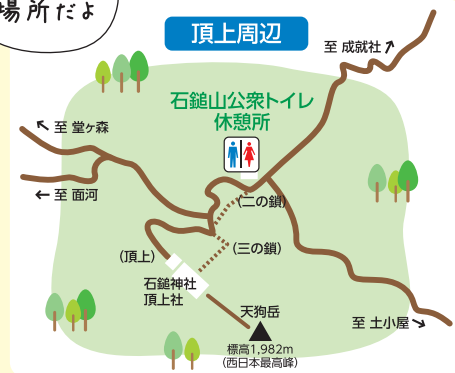 場所だよ
頂上周辺
至 成就社↗
石鎚山公衆トイレ
休憩所
↖至 堂ヶ森
←至 面河
(二の鎖)
(三の鎖)
(頂上)
石鎚神社
頂上社
天狗岳
標高1,982m
(西日本最高峰)
至 土小屋↘